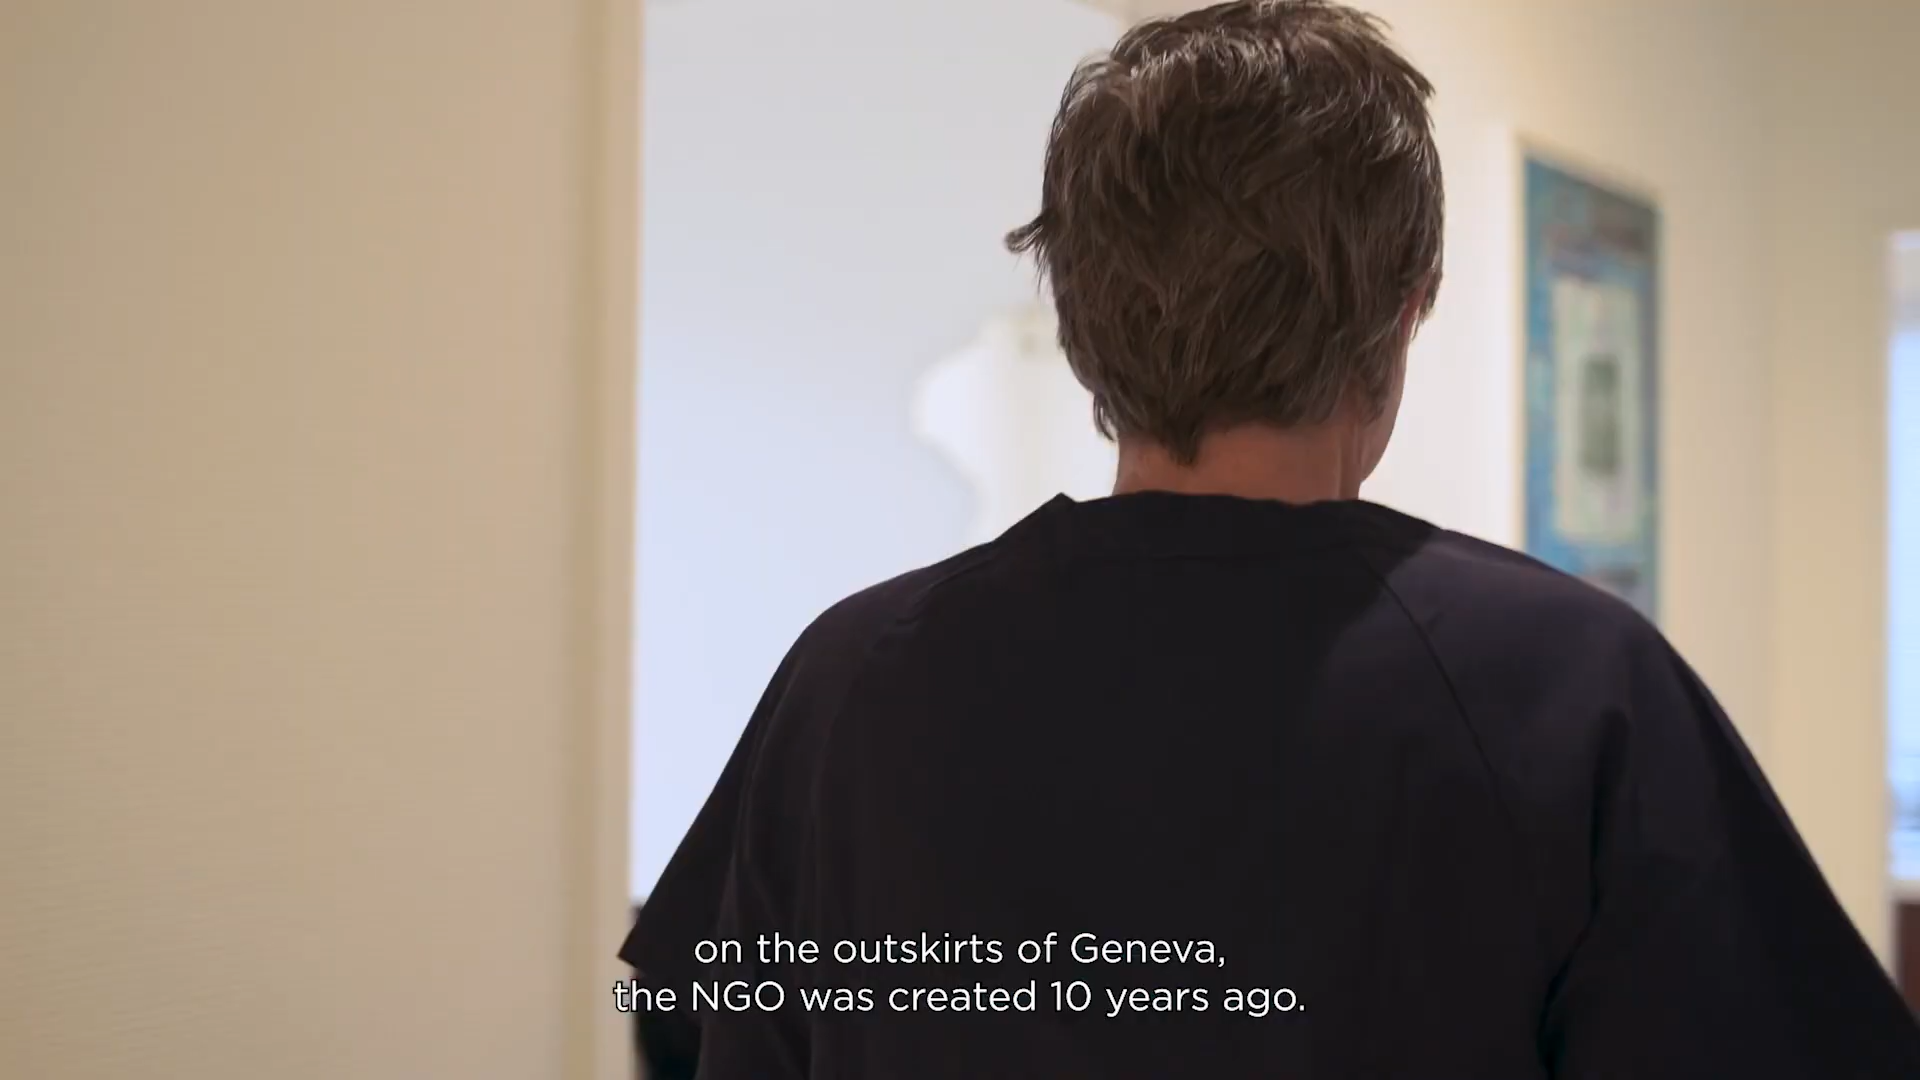 on the outskirts of Geneva,
the NGO was created 10 years ago.